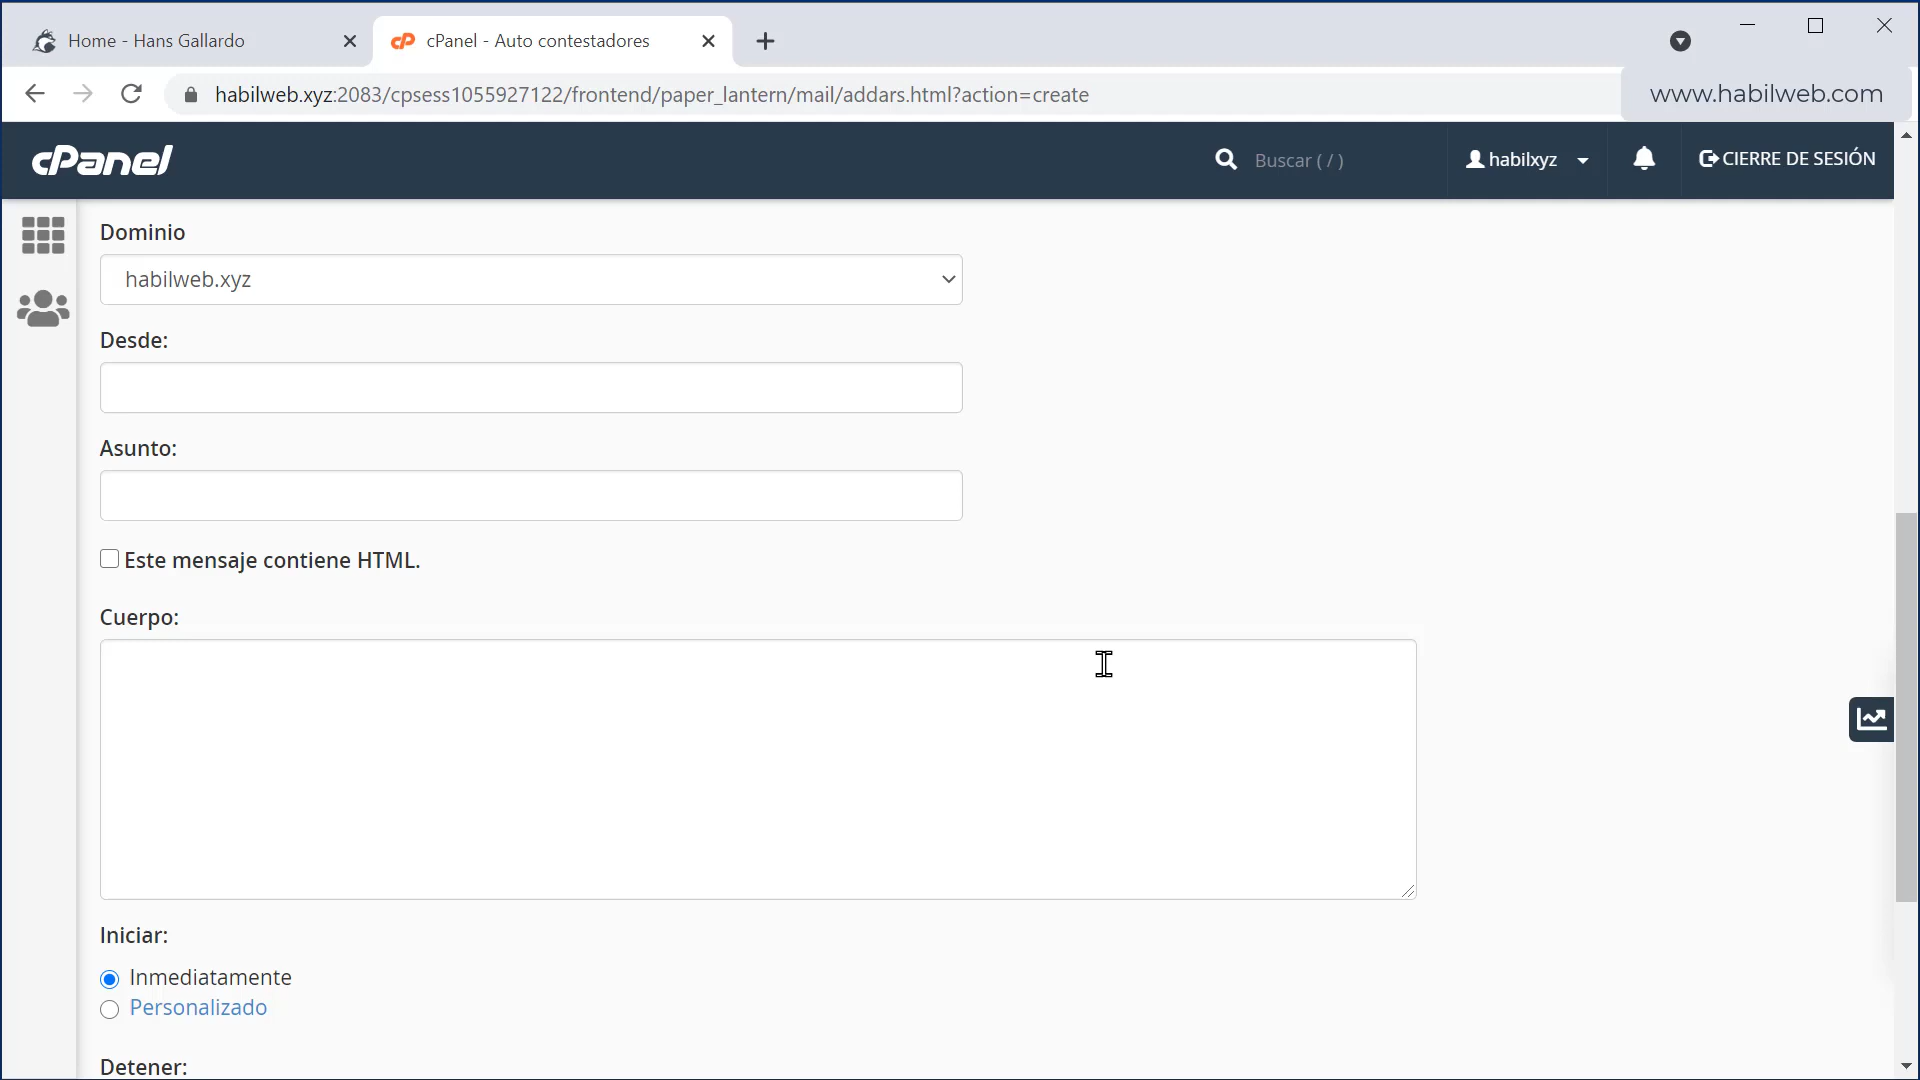 Home - Hans Gallardo
cPanel - Auto contestadores
habilweb.xyz:2083/cpsess1055927122/frontend/paper_lantern/mail/addars.html?action=create
www.habilweb.com
cPanel
Buscar ( / )
habilxyz
CIERRE DE SESIÓN
Dominio
habilweb.xyz
Desde:
Asunto:
Este mensaje contiene HTML.
Cuerpo:
Iniciar:
Inmediatamente
Personalizado
Detener: